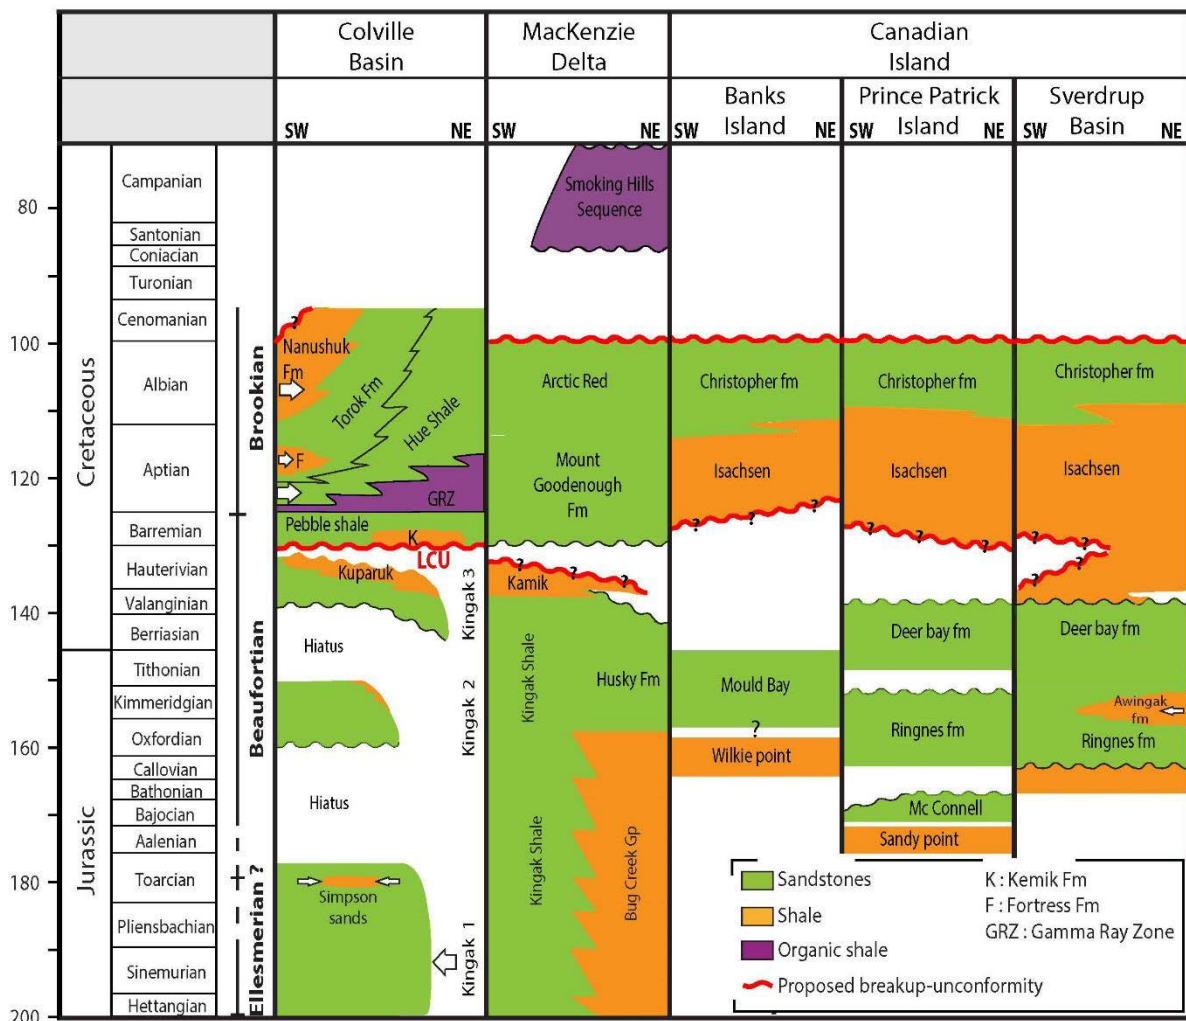 Colville
Basin
MacKenzie
Delta
Canadian
Island
Banks
Island
Prince Patrick
Island
Sverdrup
Basin
SW
NE
SW
NE
SW
NE
SW
NE
SW
NE
80
100
120
140
160
180
200
Cretaceous
Jurassic
Campanian
Santonian
Coniacian
Turonian
Cenomanian
Albian
Aptian
Barremian
Hauterivian
Valanginian
Berriasian
Tithonian
Kimmeridgian
Oxfordian
Callovian
Bathonian
Bajocian
Aalenian
Toarcian
Pliensbachian
Sinemurian
Hettangian
Brookian
Beaufortian
Ellesmerian ?
?
Nanushuk
Fm
Torok Fm
Hue Shale
F
GRZ
Pebble shale
K
LCU
Kuparuk
Kingak 3
Hiatus
Kingak 2
Hiatus
Simpson
sands
Kingak 1
Smoking Hills
Sequence
Arctic Red
Mount
Goodenough
Fm
? ? ?
Kamik
Kingak Shale
Husky Fm
Kingak Shale
Bug Creek Gp
Christopher fm
Isachsen
? ? ?
Mould Bay
?
Wilkie point
Christopher fm
Isachsen
? ? ?
Deer bay fm
Ringnes fm
Mc Connell
Sandy point
Christopher fm
Isachsen
? ?
? ?
Deer bay fm
Awingak
fm
Ringnes fm
Sandstones
Shale
Organic shale
Proposed breakup-unconformity
K : Kemik Fm
F : Fortress Fm
GRZ : Gamma Ray Zone